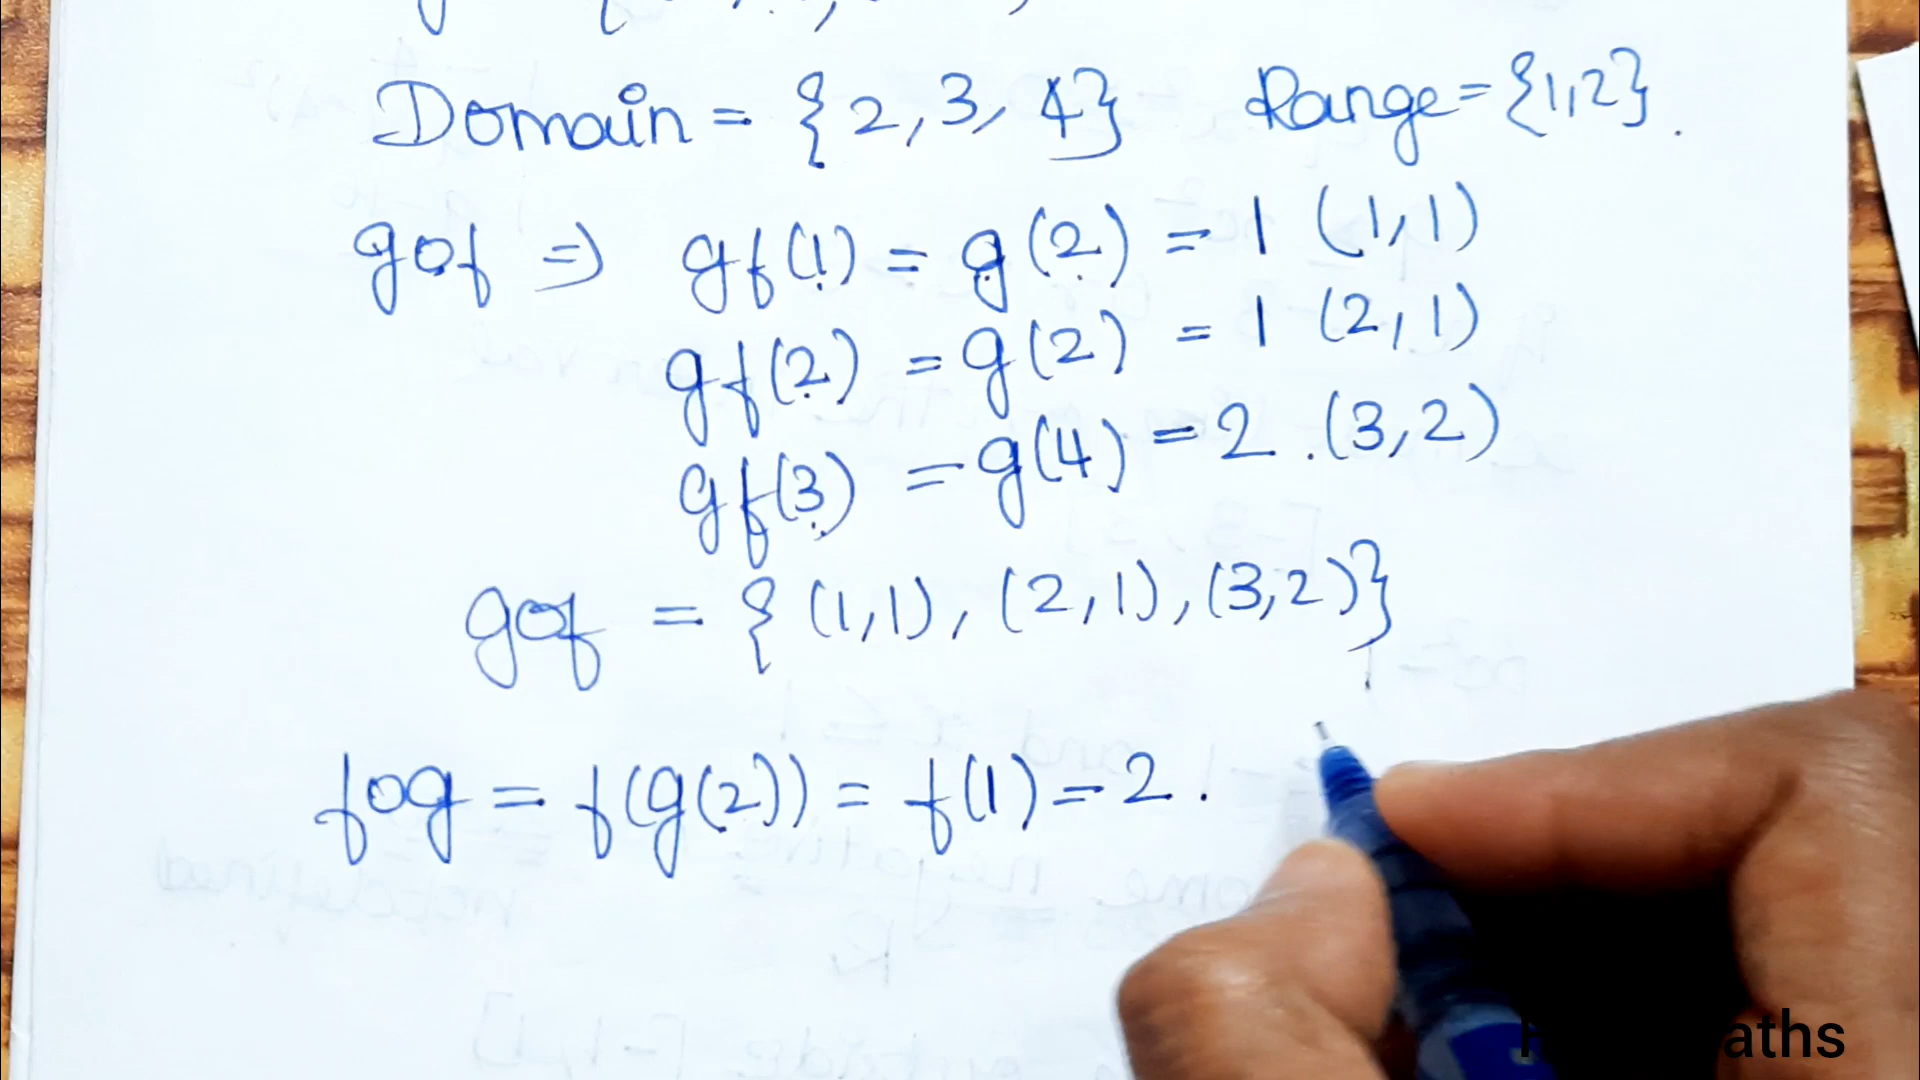 Domain = {2, 3, 4} Range = {1,2}.
gof => gf(1) = g(2) = 1 (1,1)
gf(2) = g(2) = 1 (2,1)
gf(3) = g(4) = 2. (3,2)
gof = {(1,1), (2,1), (3,2)}
fog = f(g(2)) = f(1) = 2.
aths